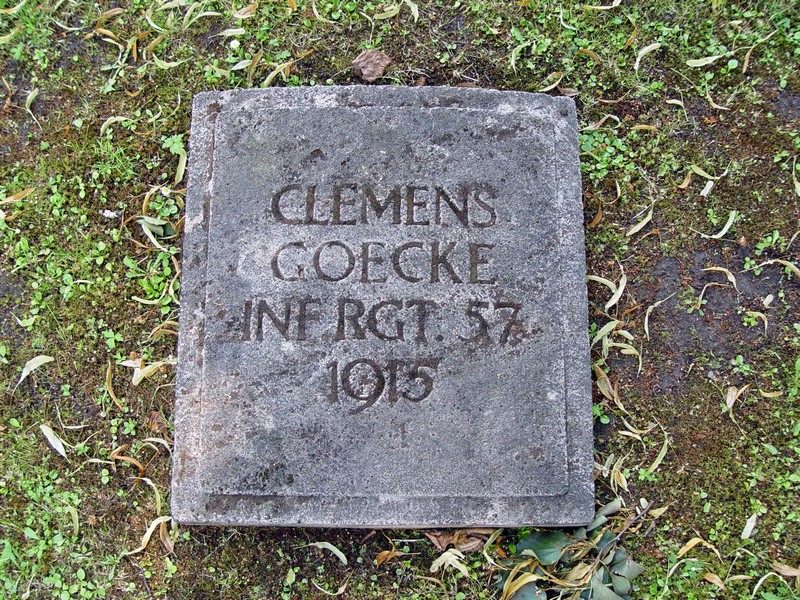 CLEMENS
GOECKE
INF.RGT. 57
1915